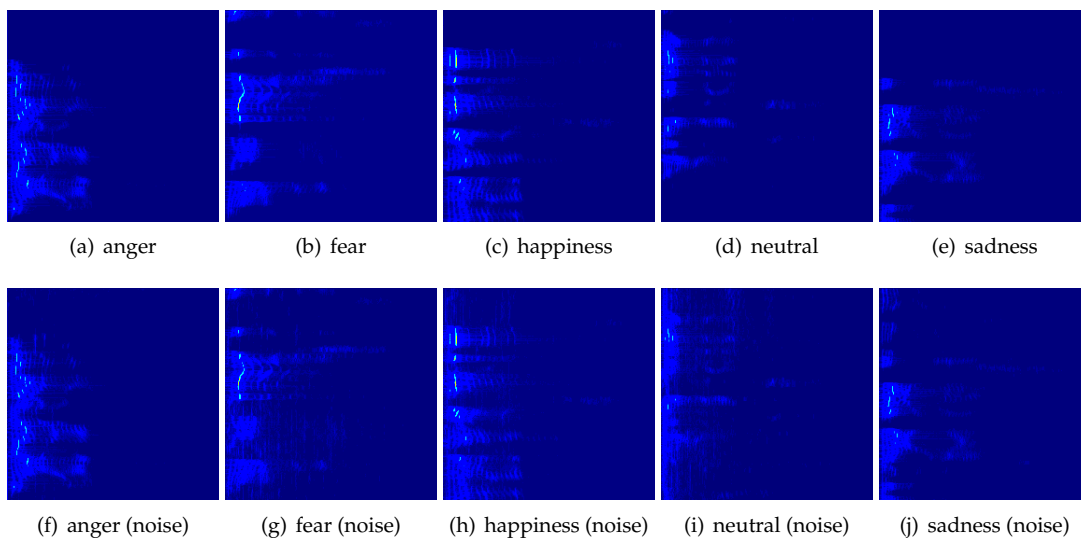 (a) anger (b) fear (c) happiness (d) neutral (e) sadness
(f) anger (noise) (g) fear (noise) (h) happiness (noise) (i) neutral (noise) (j) sadness (noise)